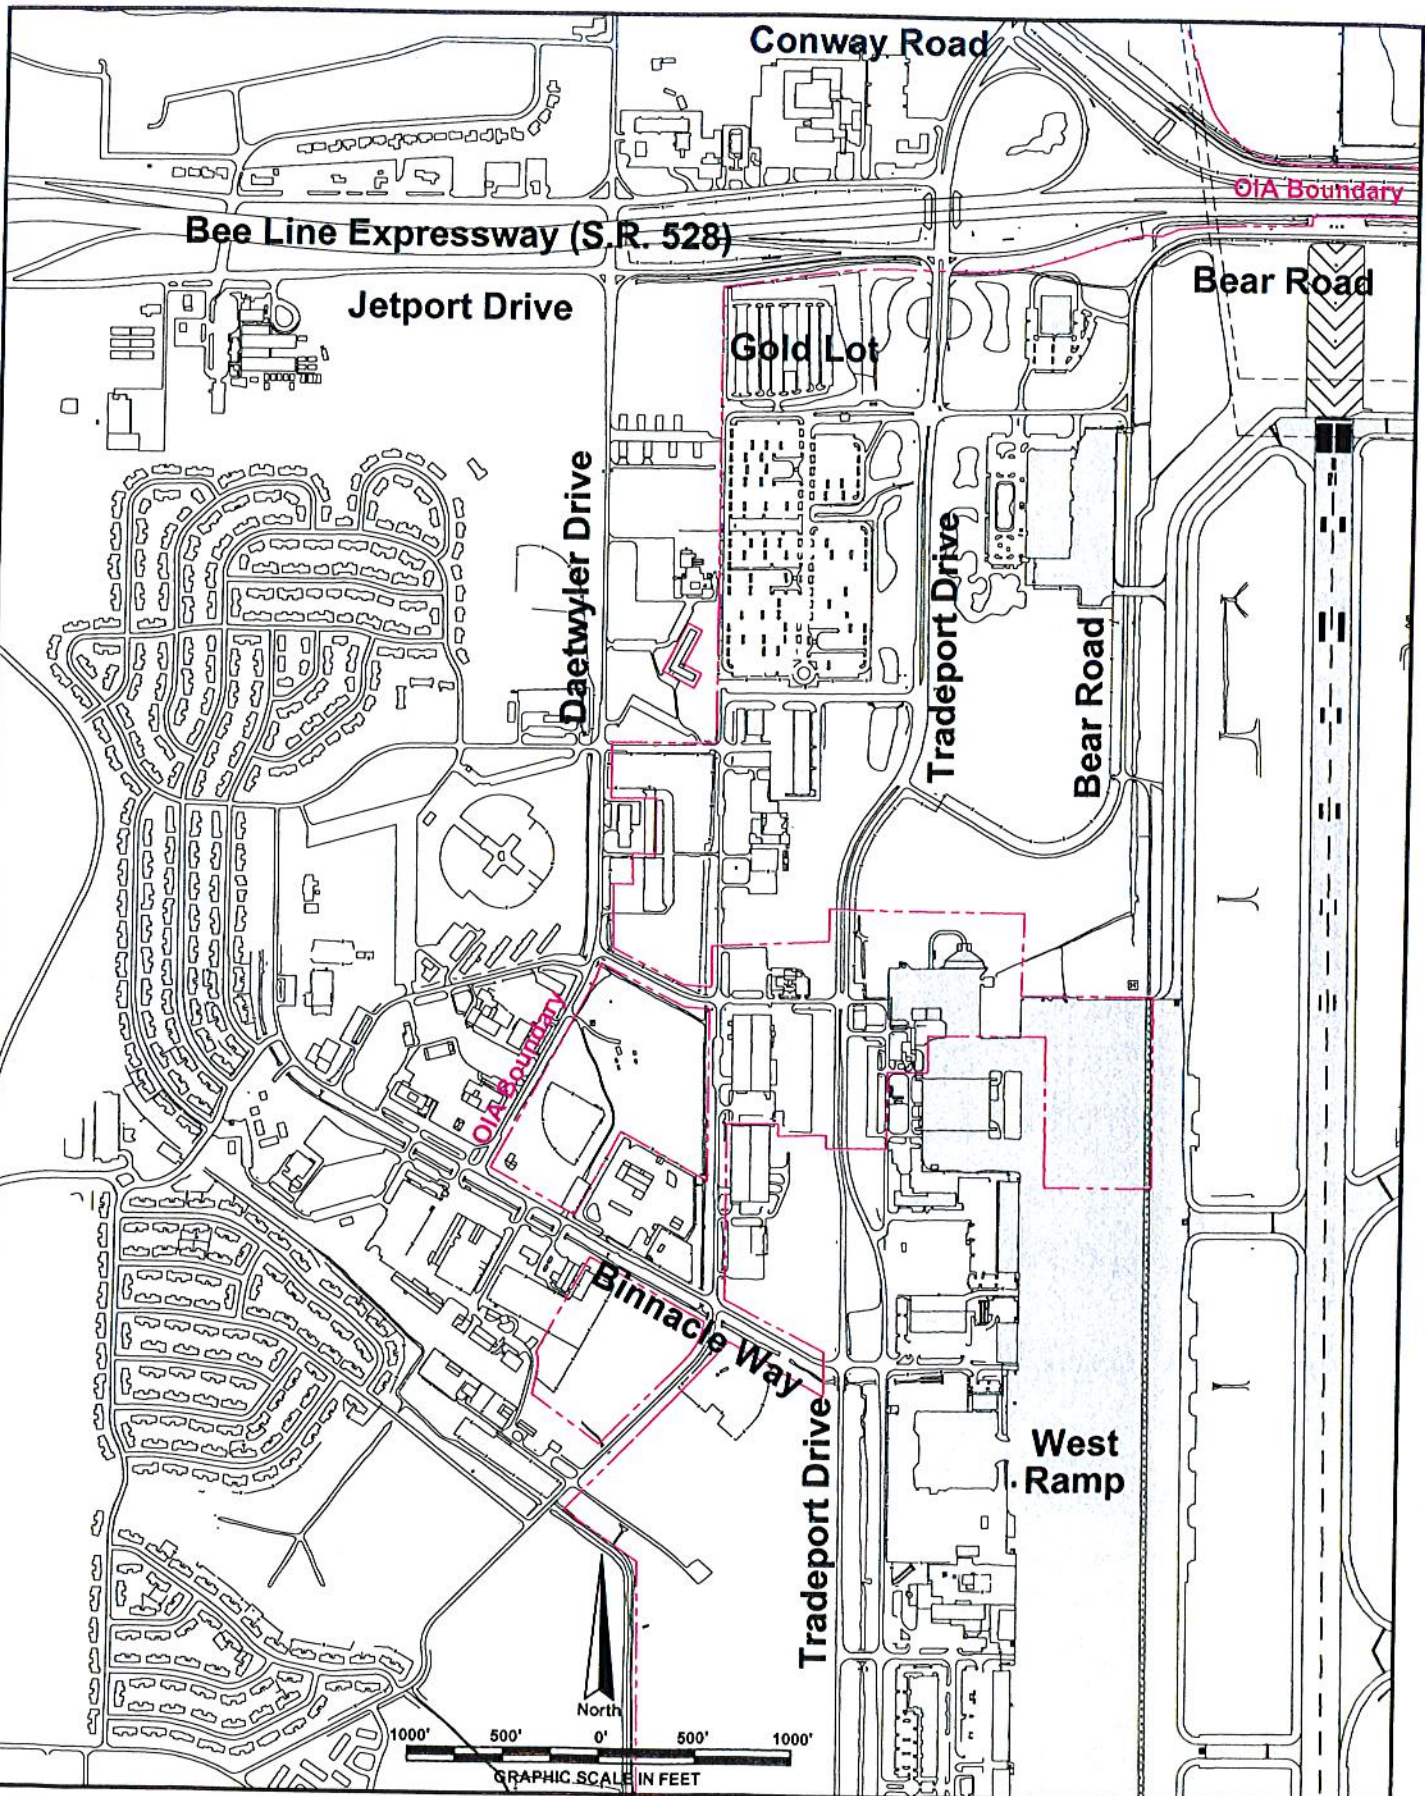 Conway Road
OIA Boundary
Bee Line Expressway (S.R. 528)
Bear Road
Jetport Drive
Gold Lot
Daetwyler Drive
Tradeport Drive
Bear Road
OIA Boundary
Binnacle Way
West
Ramp
Tradeport Drive
North
1000' 500' 0' 500' 1000'
GRAPHIC SCALE IN FEET